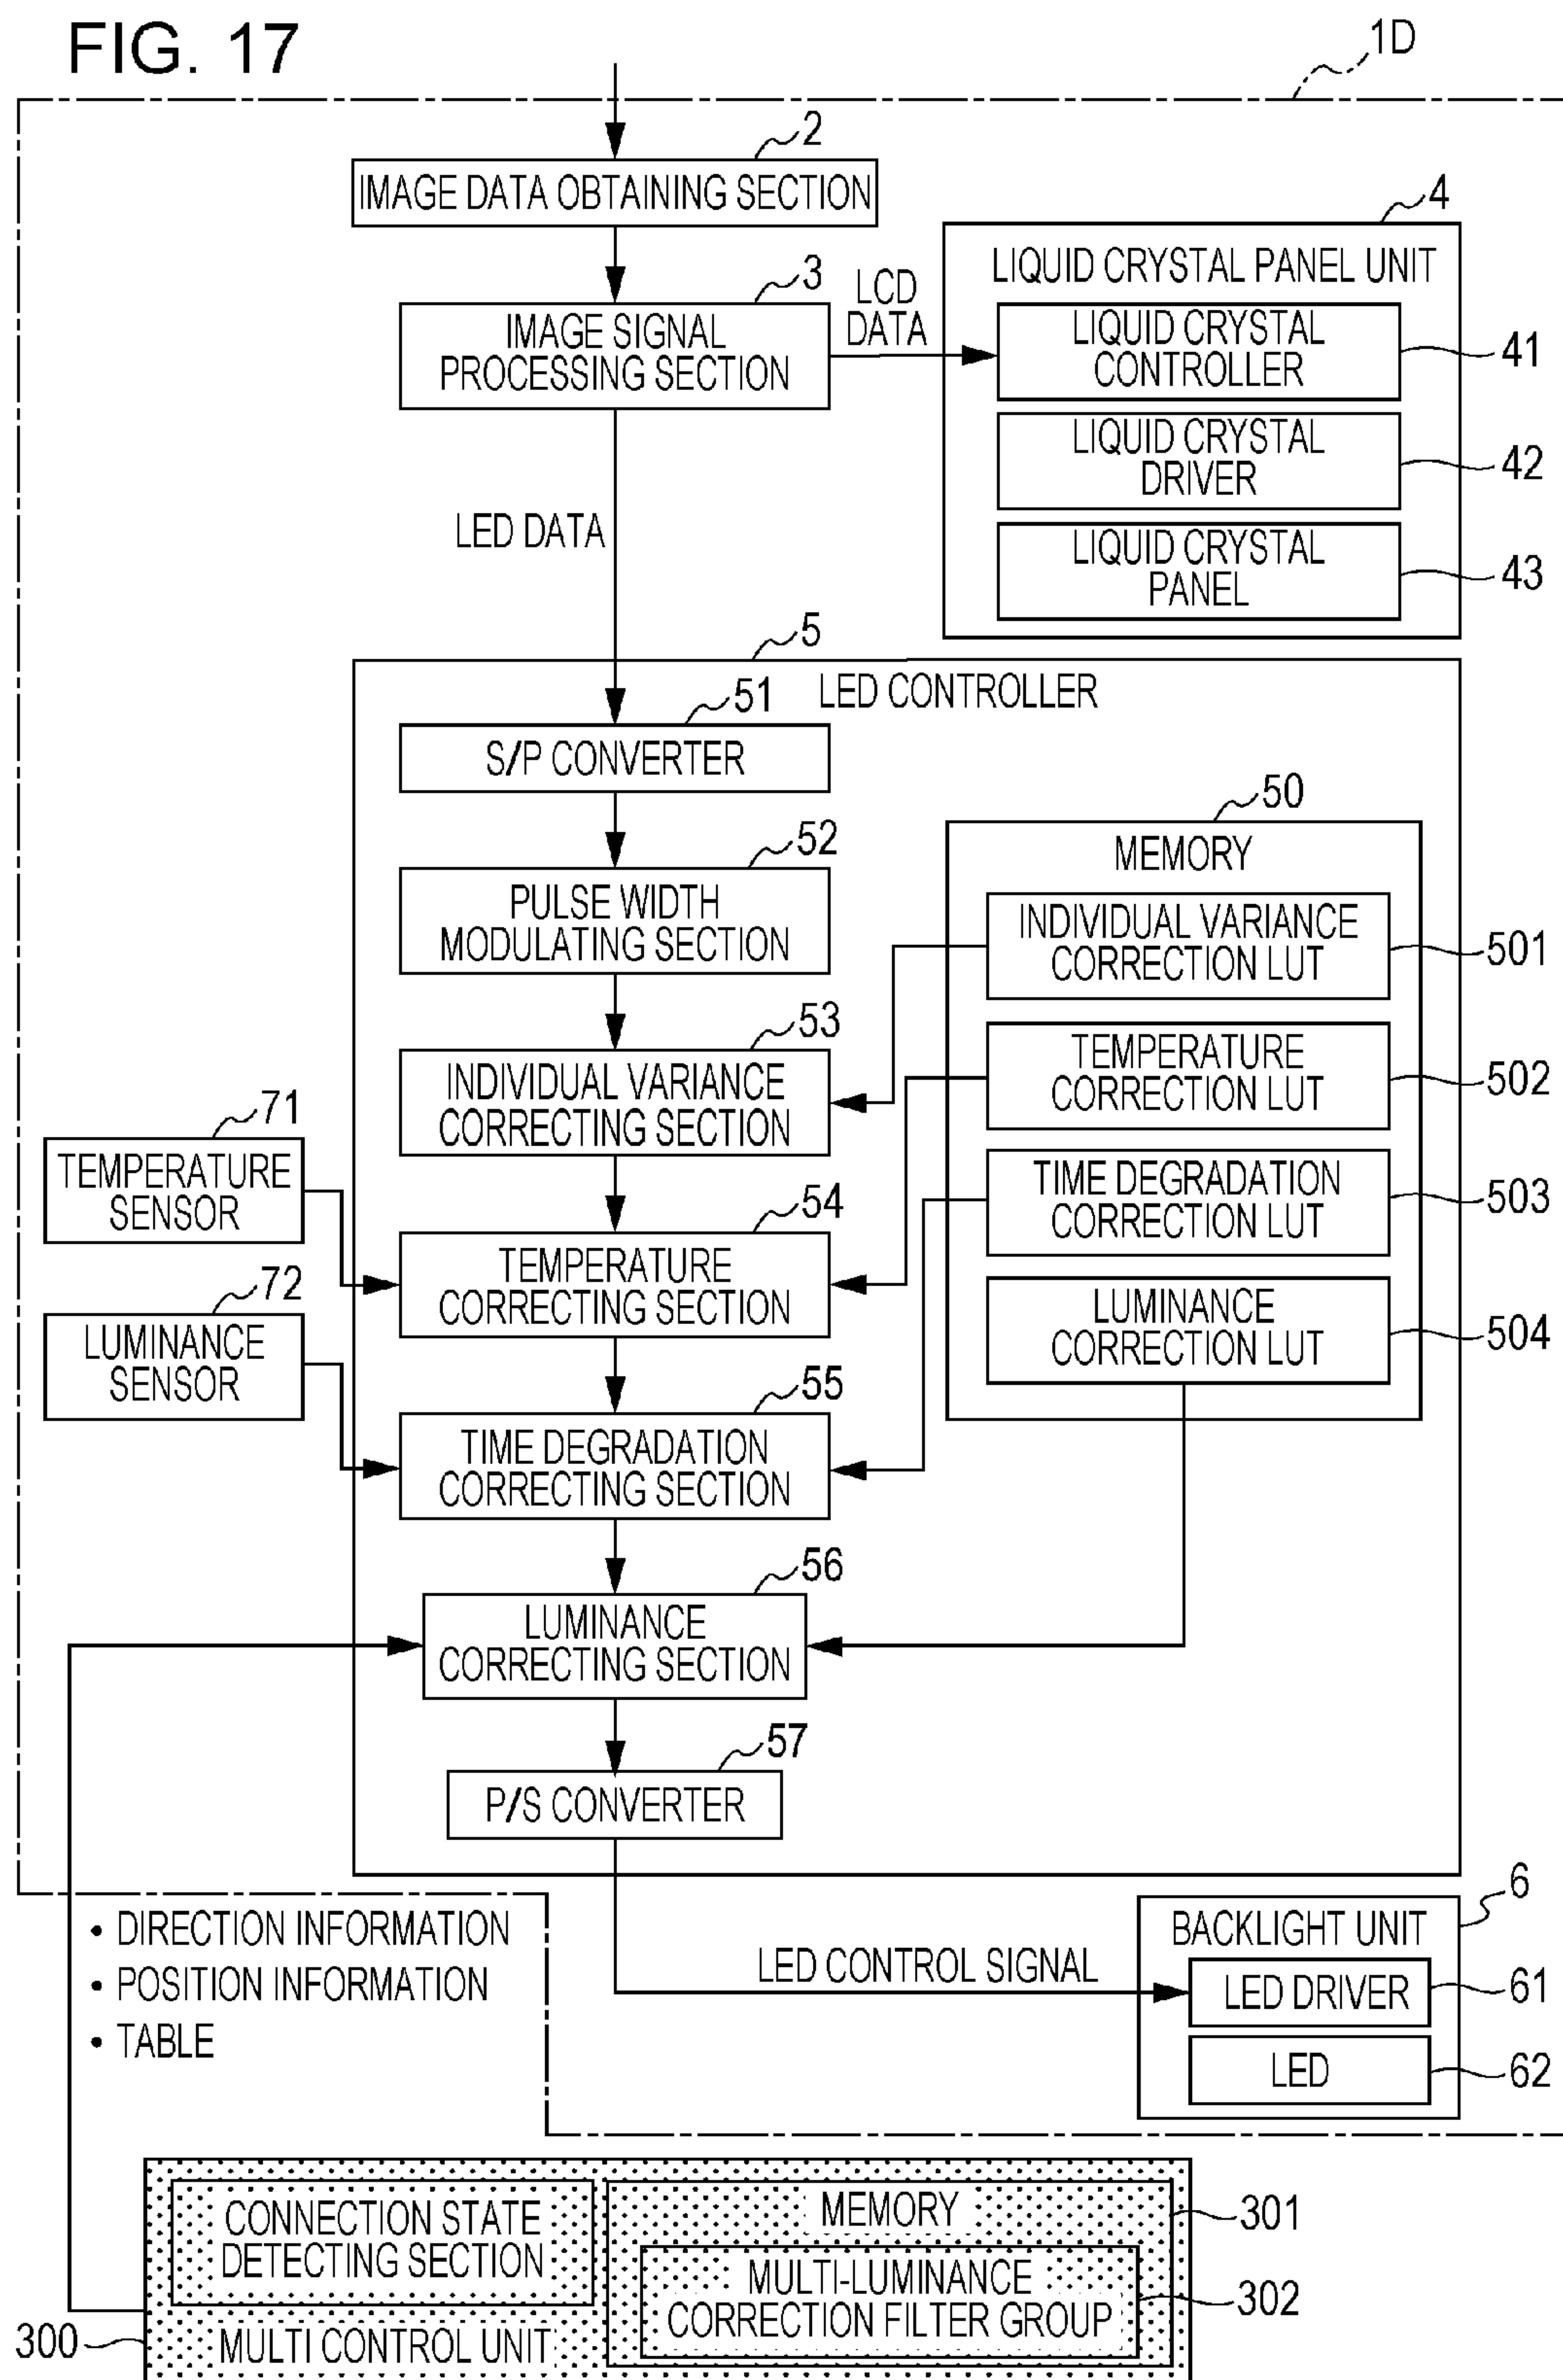 FIG. 17
1D
2
IMAGE DATA OBTAINING SECTION
3
IMAGE SIGNAL
PROCESSING SECTION
LCD
DATA
4
LIQUID CRYSTAL PANEL UNIT
LIQUID CRYSTAL
CONTROLLER
41
LIQUID CRYSTAL
DRIVER
42
LIQUID CRYSTAL
PANEL
43
LED DATA
5
LED CONTROLLER
51
S/P CONVERTER
52
PULSE WIDTH
MODULATING SECTION
53
INDIVIDUAL VARIANCE
CORRECTING SECTION
50
MEMORY
INDIVIDUAL VARIANCE
CORRECTION LUT
501
TEMPERATURE
CORRECTION LUT
502
TIME DEGRADATION
CORRECTION LUT
503
LUMINANCE
CORRECTION LUT
504
71
TEMPERATURE
SENSOR
54
TEMPERATURE
CORRECTING SECTION
72
LUMINANCE
SENSOR
55
TIME DEGRADATION
CORRECTING SECTION
56
LUMINANCE
CORRECTING SECTION
57
P/S CONVERTER
• DIRECTION INFORMATION
• POSITION INFORMATION
• TABLE
LED CONTROL SIGNAL
6
BACKLIGHT UNIT
LED DRIVER
61
LED
62
CONNECTION STATE
DETECTING SECTION
MEMORY
301
MULTI-LUMINANCE
CORRECTION FILTER GROUP
302
300
MULTI CONTROL UNIT